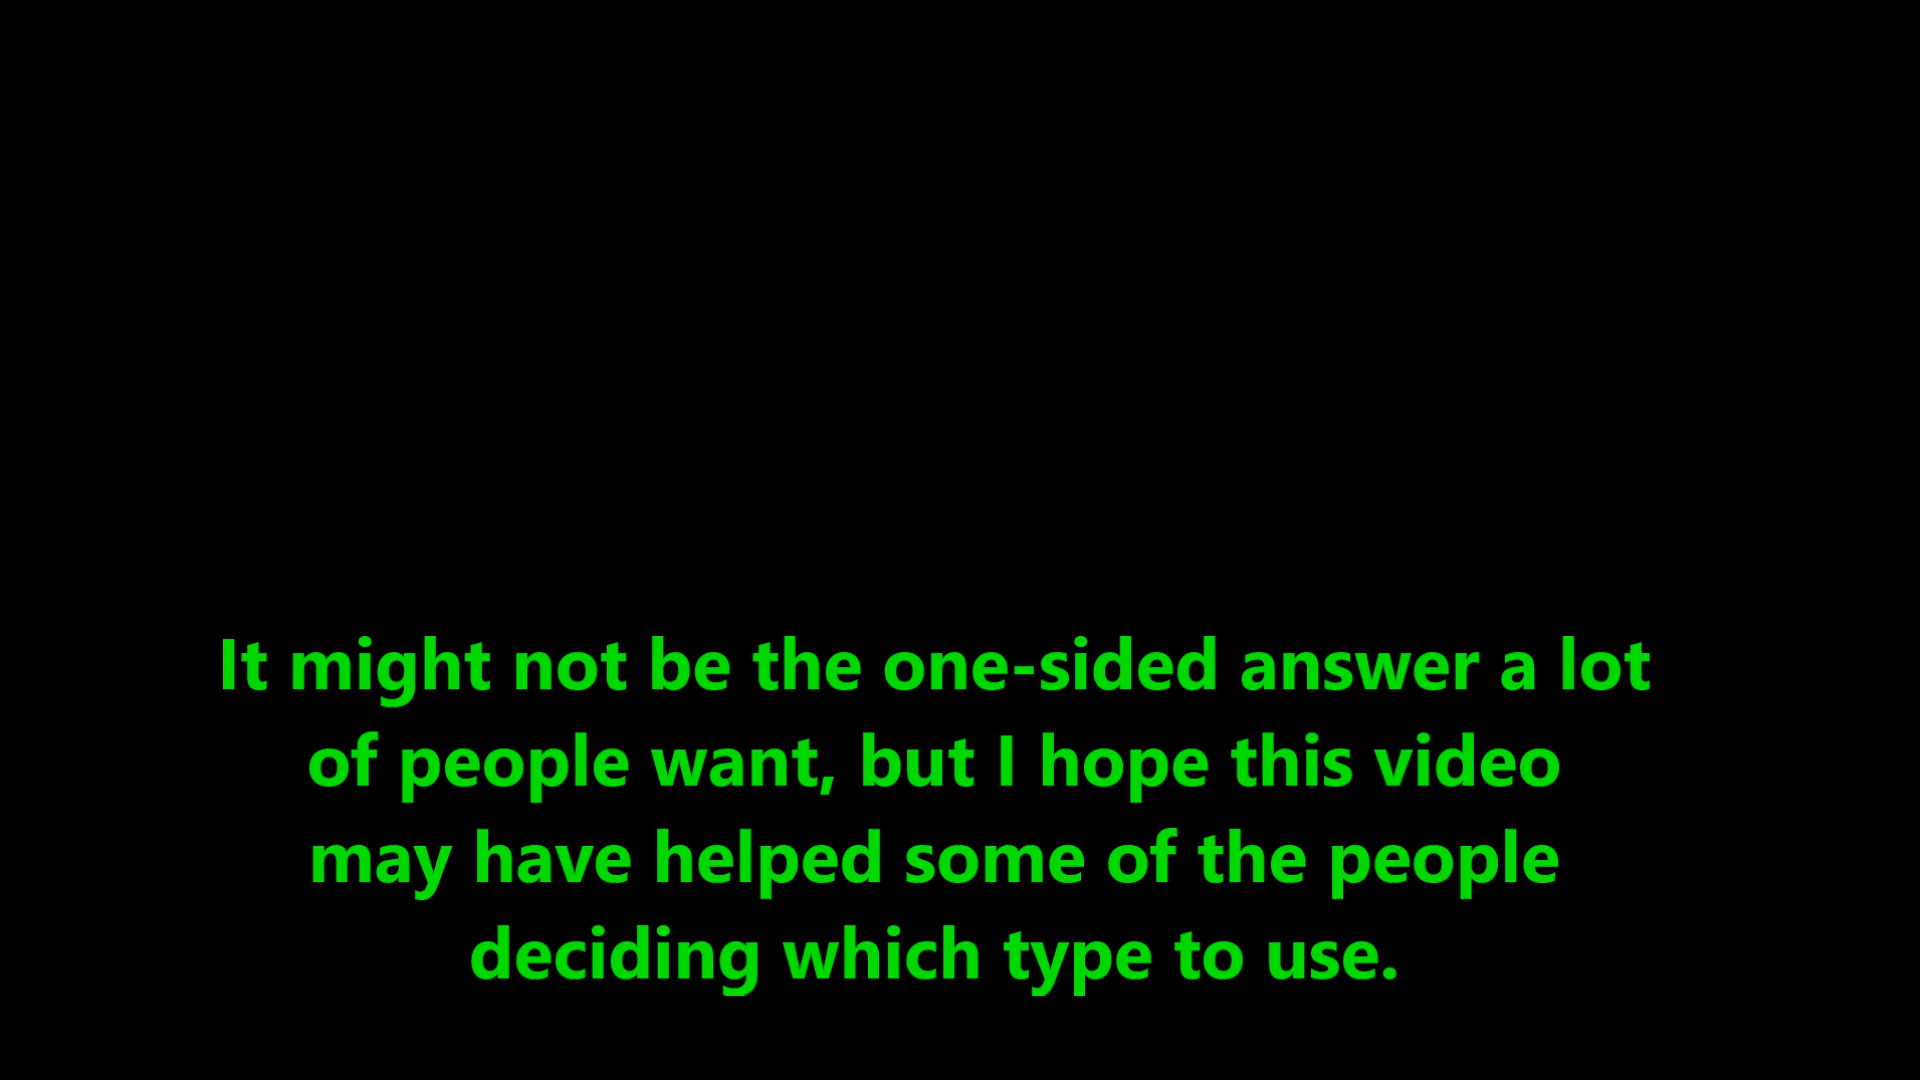 It might not be the one-sided answer a lot
of people want, but I hope this video
may have helped some of the people
deciding which type to use.